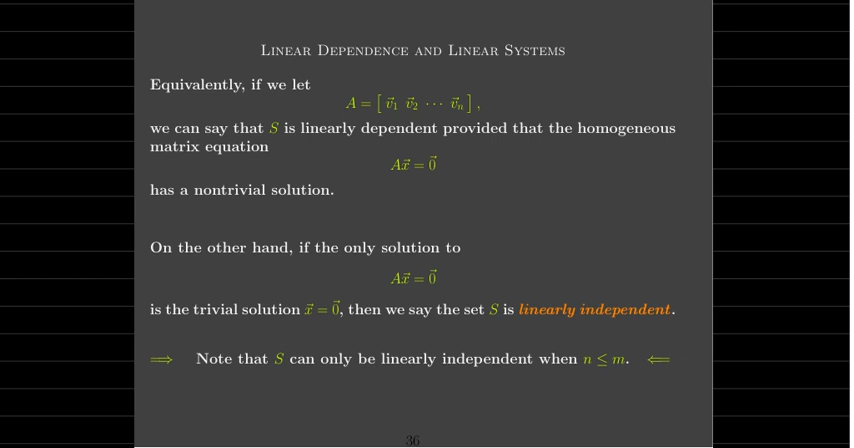 Linear Dependence and Linear Systems
Equivalently, if we let
A = [ v⃗₁ v⃗₂ ⋯ v⃗ₙ ] ,
we can say that S is linearly dependent provided that the homogeneous
matrix equation
Ax⃗ = 0⃗
has a nontrivial solution.
On the other hand, if the only solution to
Ax⃗ = 0⃗
is the trivial solution x⃗ = 0⃗, then we say the set S is linearly independent.
⟹ Note that S can only be linearly independent when n ≤ m. ⟸
36